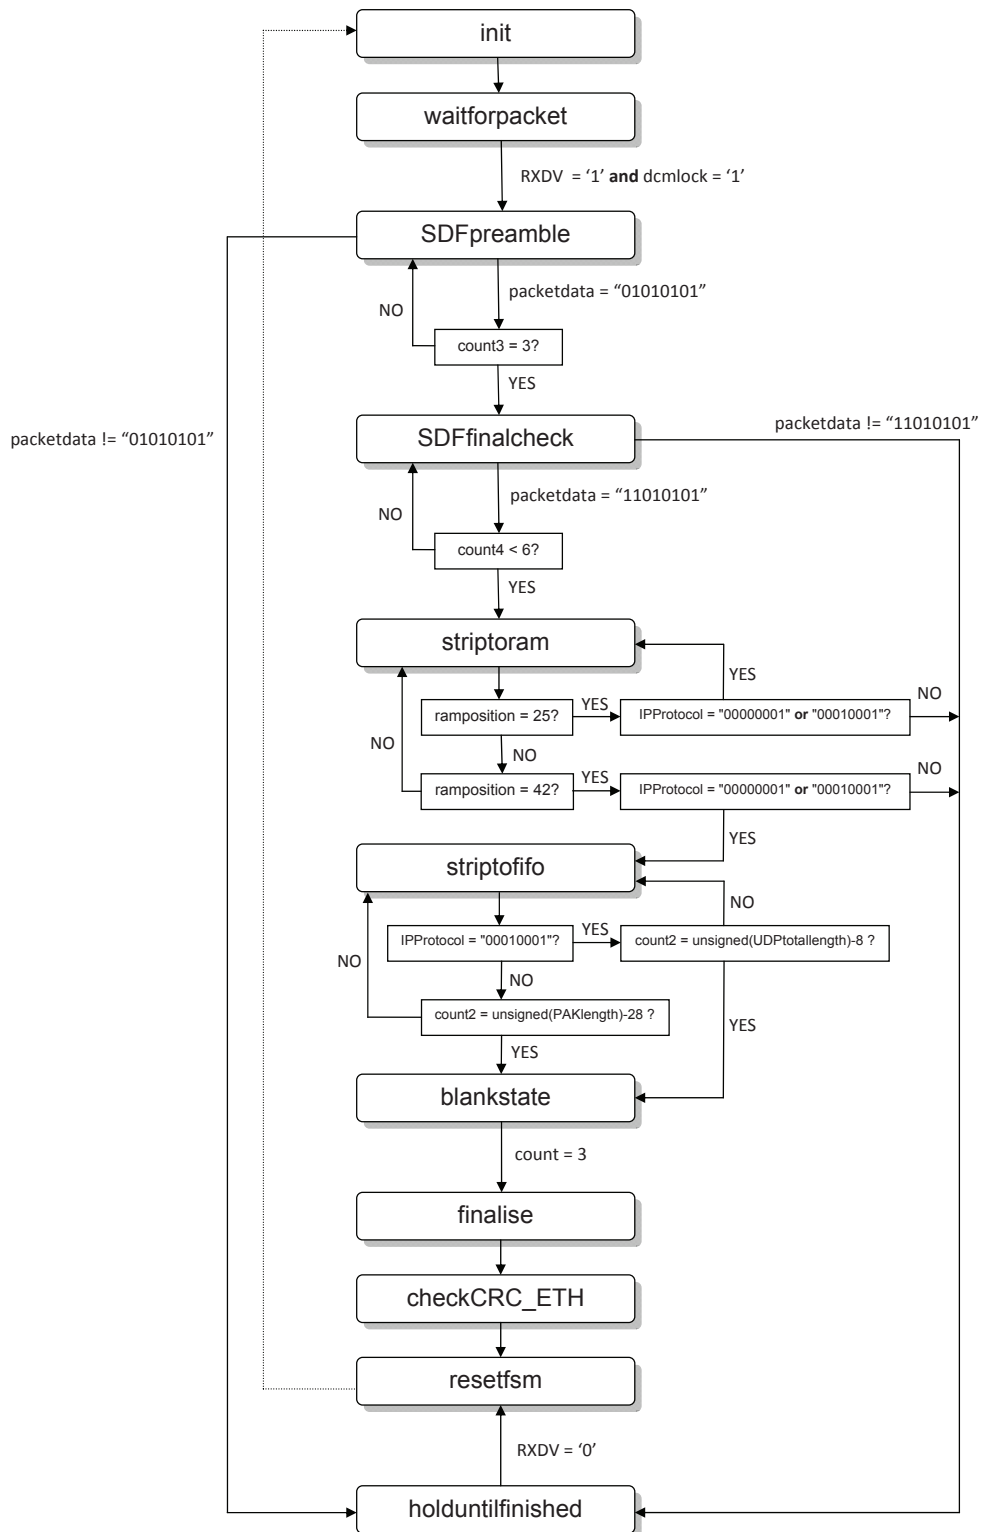 init
waitforpacket
RXDV = ‘1’ and dcmlock = ‘1’
SDFpreamble
packetdata = “01010101”
NO
count3 = 3?
YES
packetdata != “01010101”
SDFfinalcheck
packetdata != “11010101”
packetdata = “11010101”
NO
count4 < 6?
YES
striptoram
YES
ramposition = 25?
YES
IPProtocol = "00000001" or "00010001"?
NO
NO
NO
ramposition = 42?
YES
IPProtocol = "00000001" or "00010001"?
NO
YES
striptofifo
NO
IPProtocol = "00010001"?
YES
count2 = unsigned(UDPtotallength)-8 ?
NO
NO
count2 = unsigned(PAKlength)-28 ?
YES
YES
blankstate
count = 3
finalise
checkCRC_ETH
resetfsm
RXDV = ‘0’
holduntilfinished